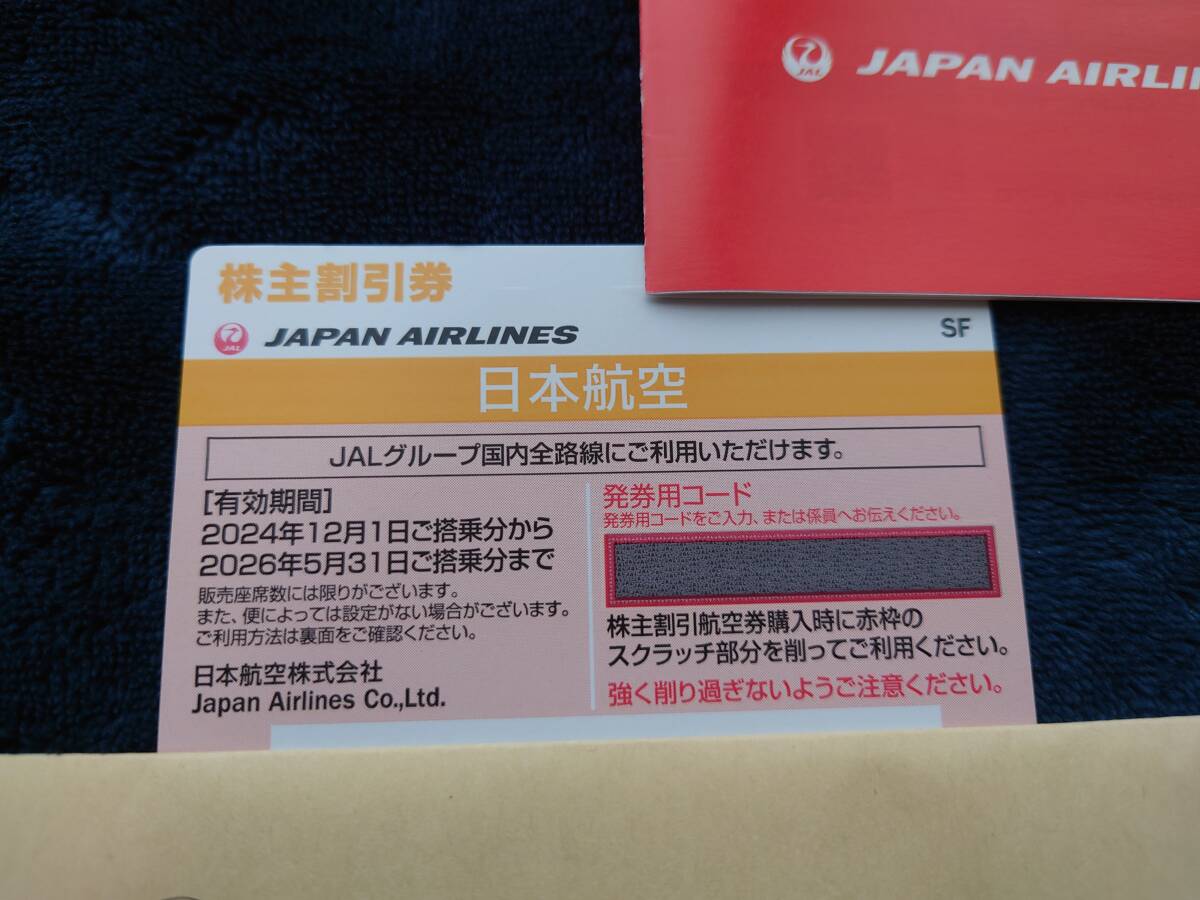 JAL JAPAN AIRLIN
株主割引券
JAL JAPAN AIRLINES
SF
日本航空
JALグループ国内全路線にご利用いただけます。
[有効期間]
2024年12月1日ご搭乗分から
2026年5月31日ご搭乗分まで
販売座席数には限りがございます。
また、便によっては設定がない場合がございます。
ご利用方法は裏面をご確認ください。
日本航空株式会社
Japan Airlines Co.,Ltd.
発券用コード
発券用コードをご入力、または係員へお伝えください。
株主割引航空券購入時に赤枠の
スクラッチ部分を削ってご利用ください。
強く削り過ぎないようご注意ください。